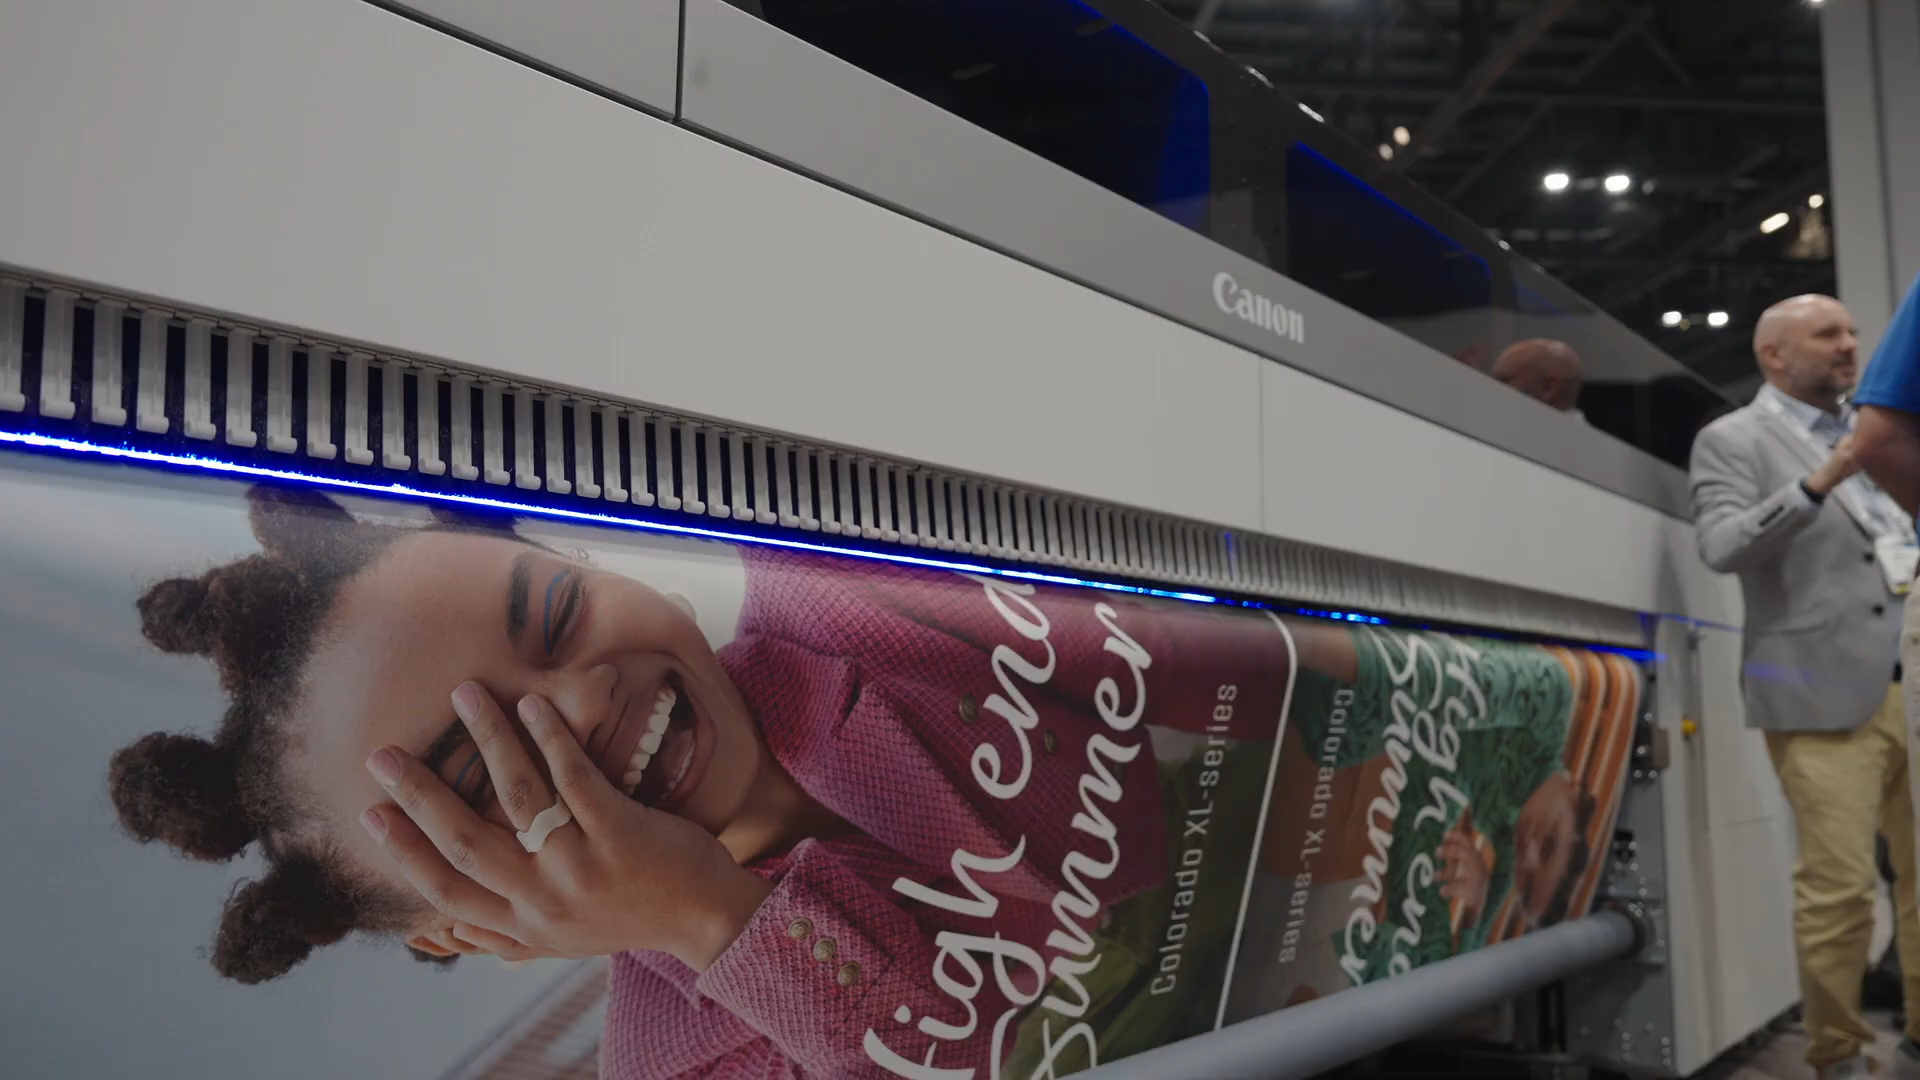 Canon
High end
Summer
Colorado XL-series
High end
Summer
Colorado XL-series